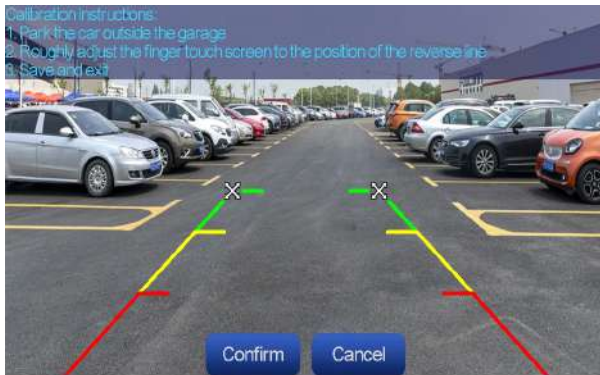 Calibration instructions:
1. Park the car outside the garage
2. Roughly adjust the finger touch screen to the position of the reverse line
3. Save and exit
Confirm
Cancel